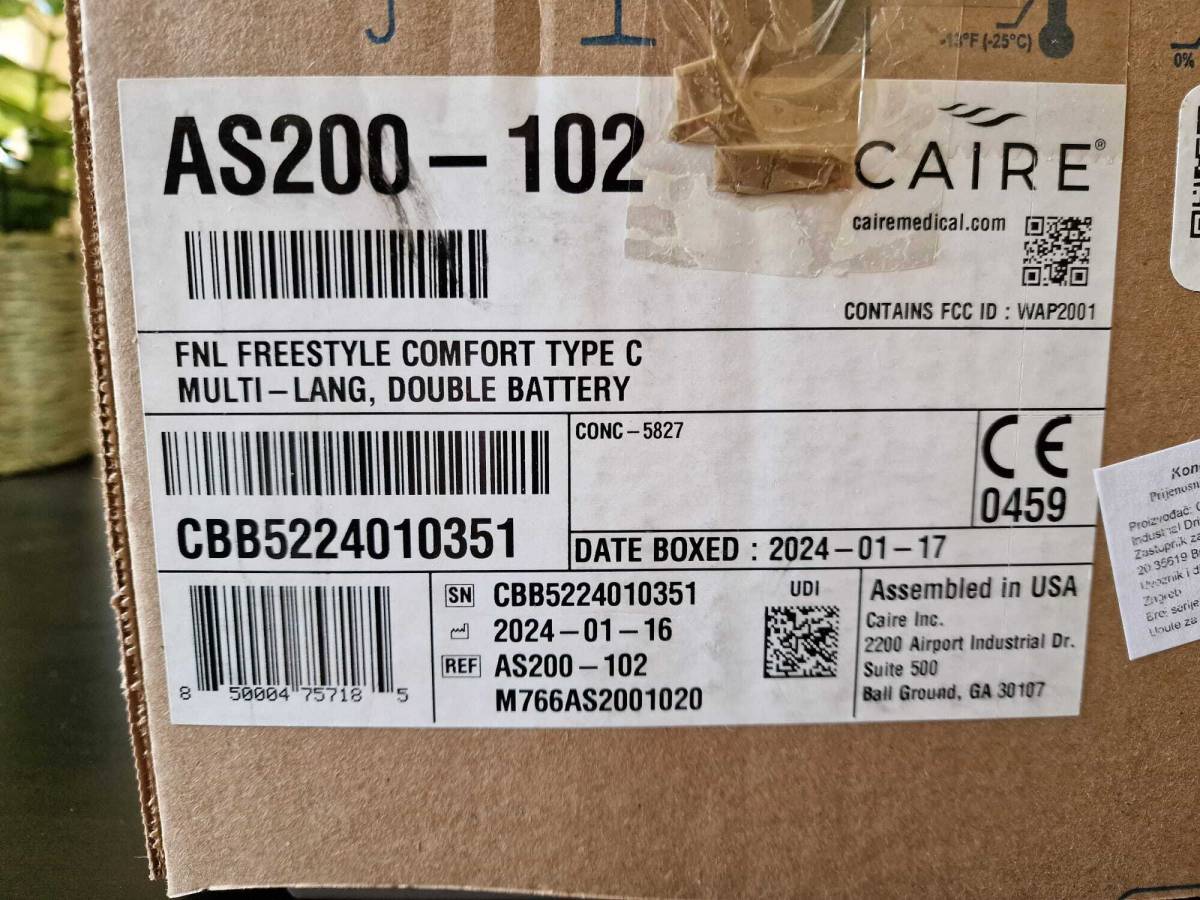 -13°F (-25°C)
0%
AS200-102
CAIRE®
cairemedical.com
CONTAINS FCC ID : WAP2001
FNL FREESTYLE COMFORT TYPE C
MULTI-LANG, DOUBLE BATTERY
CONC-5827
CE
0459
CBB5224010351
DATE BOXED : 2024-01-17
SN CBB5224010351
2024-01-16
REF AS200-102
M766AS2001020
UDI
Assembled in USA
Caire Inc.
2200 Airport Industrial Dr.
Suite 500
Ball Ground, GA 30107
8 50004 75718 5
Proizvođač:
Industrial
Zagreb